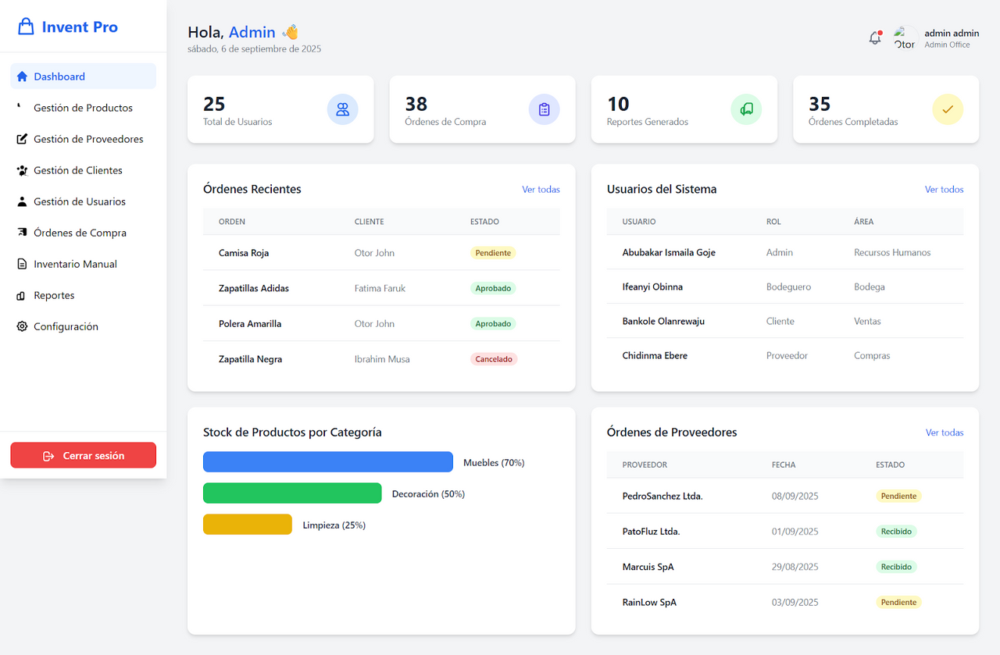 Invent Pro
Dashboard
Gestión de Productos
Gestión de Proveedores
Gestión de Clientes
Gestión de Usuarios
Órdenes de Compra
Inventario Manual
Reportes
Configuración
Cerrar sesión
Hola, Admin 👋
sábado, 6 de septiembre de 2025
Otor
admin admin
Admin Office
25
Total de Usuarios
38
Órdenes de Compra
10
Reportes Generados
35
Órdenes Completadas
Órdenes Recientes Ver todas
ORDEN CLIENTE ESTADO
Camisa Roja Otor John Pendiente
Zapatillas Adidas Fatima Faruk Aprobado
Polera Amarilla Otor John Aprobado
Zapatilla Negra Ibrahim Musa Cancelado
Usuarios del Sistema Ver todos
USUARIO ROL ÁREA
Abubakar Ismaila Goje Admin Recursos Humanos
Ifeanyi Obinna Bodeguero Bodega
Bankole Olanrewaju Cliente Ventas
Chidinma Ebere Proveedor Compras
Stock de Productos por Categoría
Muebles (70%)
Decoración (50%)
Limpieza (25%)
Órdenes de Proveedores Ver todas
PROVEEDOR FECHA ESTADO
PedroSanchez Ltda. 08/09/2025 Pendiente
PatoFluz Ltda. 01/09/2025 Recibido
Marcuis SpA 29/08/2025 Recibido
RainLow SpA 03/09/2025 Pendiente